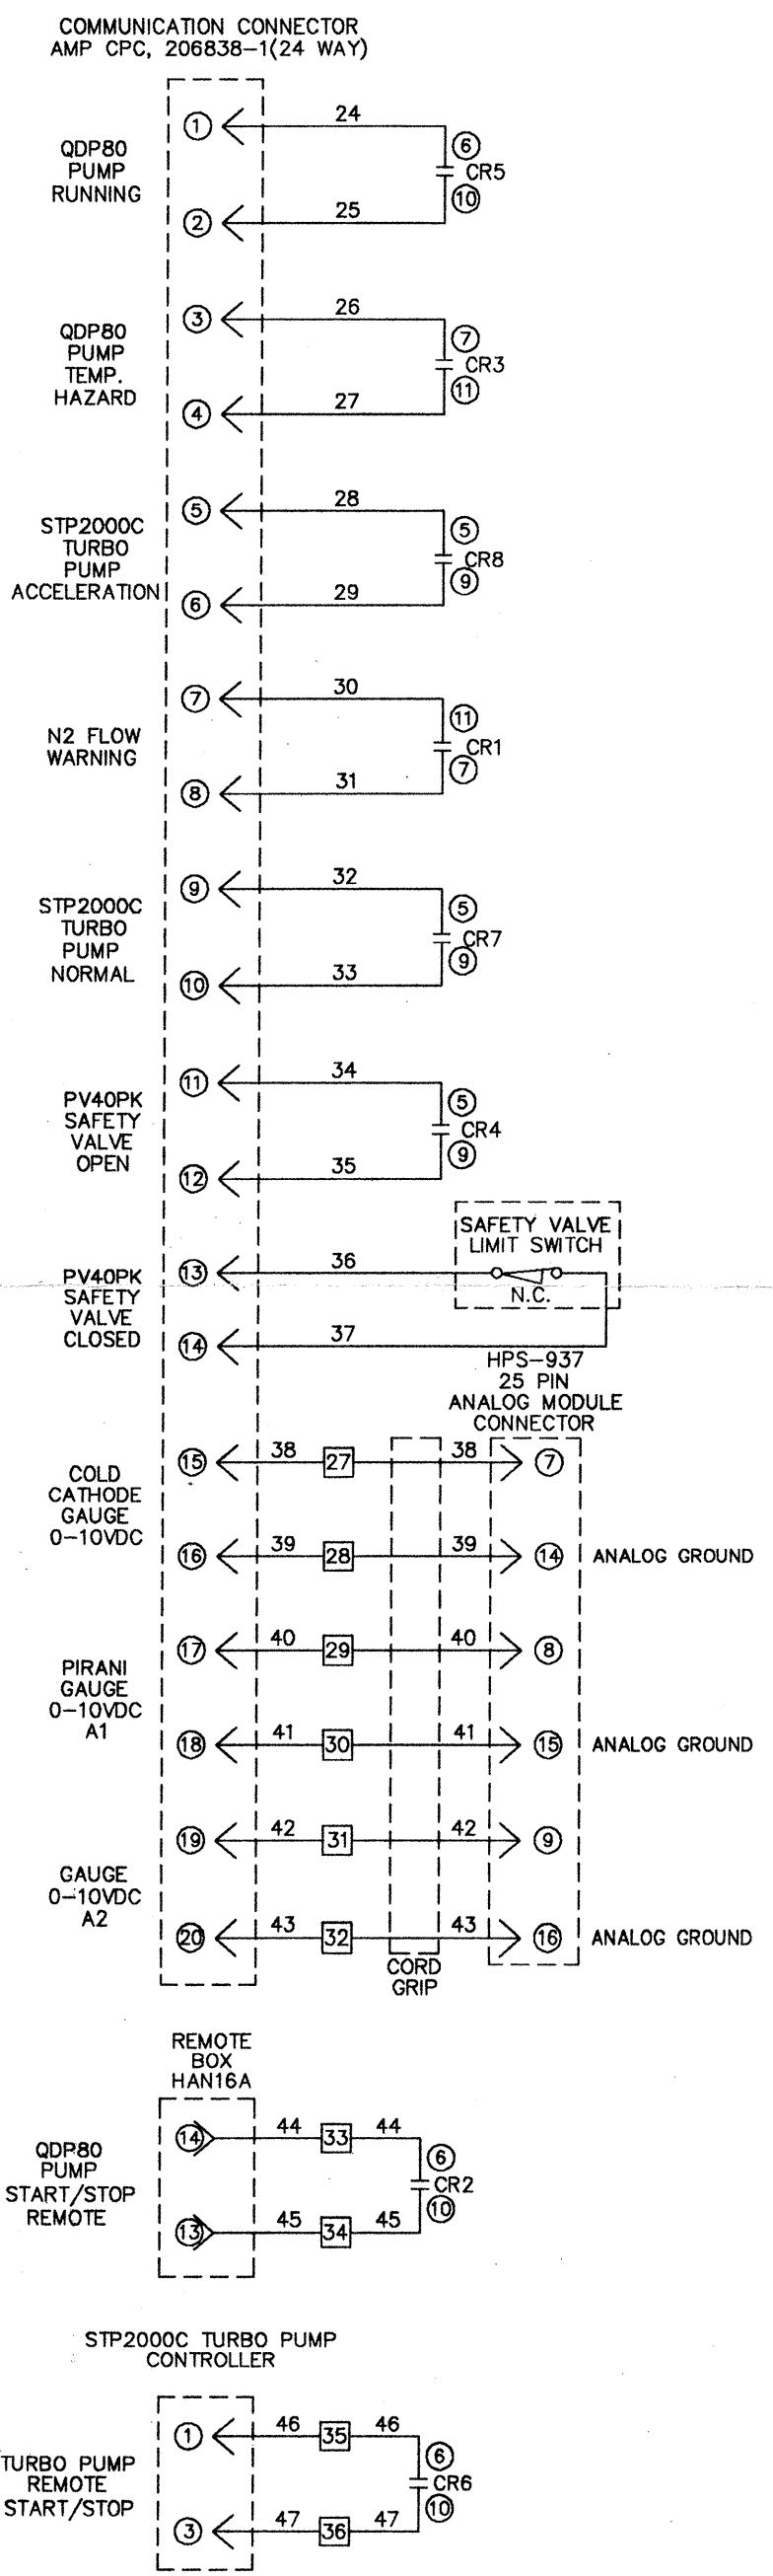 COMMUNICATION CONNECTOR
AMP CPC, 206838-1(24 WAY)
QDP80
PUMP
RUNNING
1
24
6
CR5
10
2
25
QDP80
PUMP
TEMP.
HAZARD
3
26
7
CR3
11
4
27
STP2000C
TURBO
PUMP
ACCELERATION
5
28
5
CR8
9
6
29
N2 FLOW
WARNING
7
30
11
CR1
7
8
31
STP2000C
TURBO
PUMP
NORMAL
9
32
5
CR7
9
10
33
PV40PK
SAFETY
VALVE
OPEN
11
34
5
CR4
9
12
35
PV40PK
SAFETY
VALVE
CLOSED
13
36
SAFETY VALVE
LIMIT SWITCH
N.C.
14
37
HPS-937
25 PIN
ANALOG MODULE
CONNECTOR
COLD
CATHODE
GAUGE
0-10VDC
15
38
27
38
7
16
39
28
39
14
ANALOG GROUND
PIRANI
GAUGE
0-10VDC
A1
17
40
29
40
8
18
41
30
41
15
ANALOG GROUND
GAUGE
0-10VDC
A2
19
42
31
42
9
20
43
32
43
16
ANALOG GROUND
CORD
GRIP
REMOTE
BOX
HAN16A
QDP80
PUMP
START/STOP
REMOTE
14
44
33
44
6
CR2
10
13
45
34
45
STP2000C TURBO PUMP
CONTROLLER
TURBO PUMP
REMOTE
START/STOP
1
46
35
46
6
CR6
10
3
47
36
47